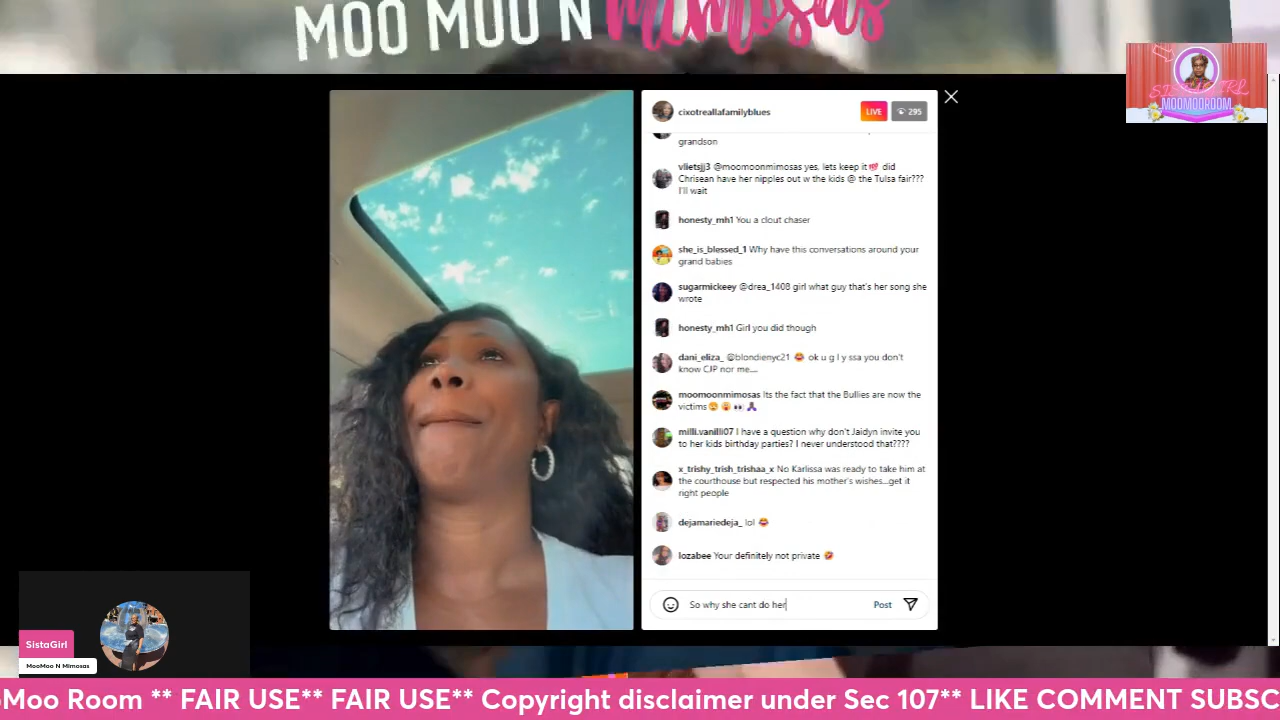 MOO MOO N mimosas
SISTAGIRL
MOOMOOROOM
cixotreallafamilyblues
LIVE
295
grandson
vlietsjj3 @moomoonmimosas yes. lets keep it💯 did
Chrisean have her nipples out w the kids @ the Tulsa fair???
I'll wait
honesty_mh1 You a clout chaser
she_is_blessed_1 Why have this conversations around your
grand babies
sugarmickeey @drea_1408 girl what guy that's her song she
wrote
honesty_mh1 Girl you did though
dani_eliza_ @blondienyc21 😂 ok u g l y ssa you don't
know CJP nor me....
moomoonmimosas Its the fact that the Bullies are now the
victims
milli.vanilli07 I have a question why don't Jaidyn invite you
to her kids birthday parties? I never understood that????
x_trishy_trish_trishaa_x No Karlissa was ready to take him at
the courthouse but respected his mother's wishes...get it
right people
dejamariedeja_ lol 😂
lozabee Your definitely not private 🤣
So why she cant do her
Post
SistaGirl
MooMoo N Mimosas
oMoo Room ** FAIR USE** FAIR USE** Copyright disclaimer under Sec 107** LIKE COMMENT SUBSC